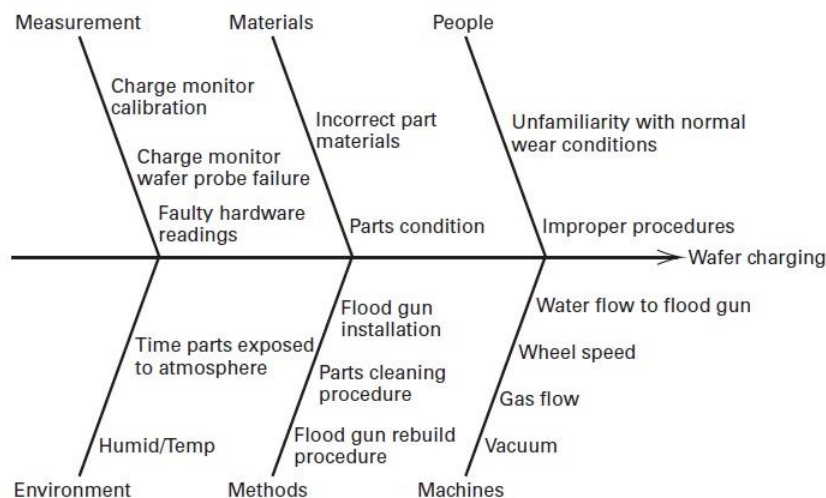 Measurement
Materials
People
Charge monitor
calibration
Incorrect part
materials
Unfamiliarity with normal
wear conditions
Charge monitor
wafer probe failure
Faulty hardware
readings
Parts condition
Improper procedures
Wafer charging
Flood gun
installation
Water flow to flood gun
Time parts exposed
to atmosphere
Wheel speed
Parts cleaning
procedure
Gas flow
Humid/Temp
Flood gun rebuild
procedure
Vacuum
Environment
Methods
Machines